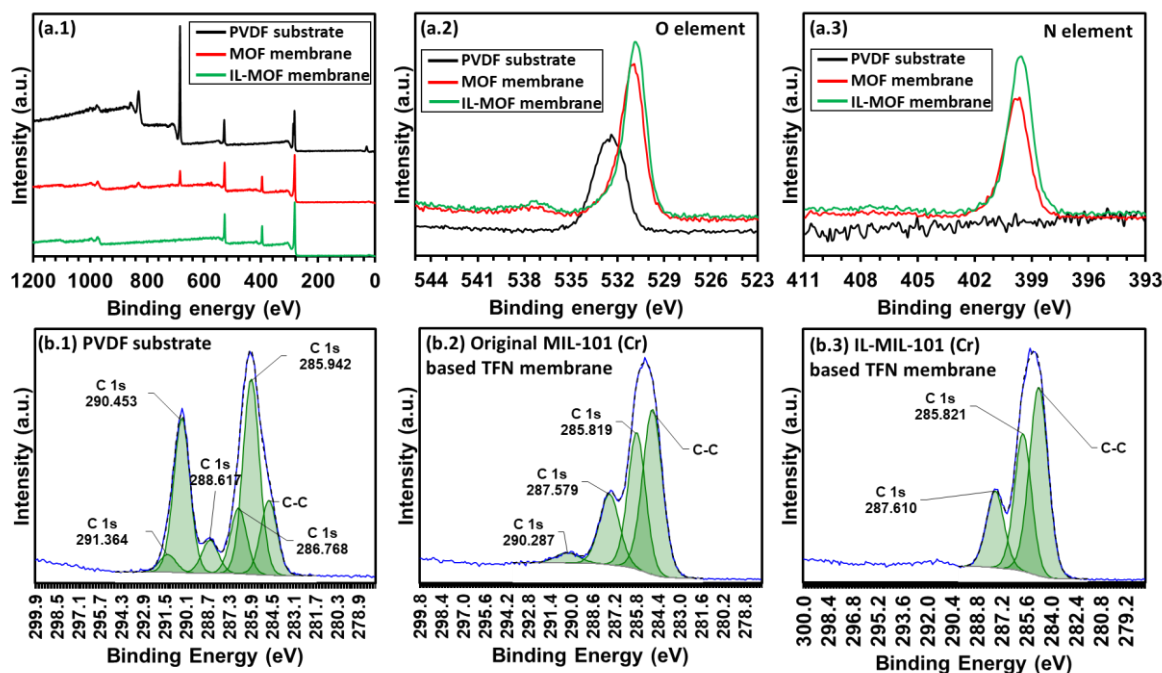 (a.1)
PVDF substrate
MOF membrane
IL-MOF membrane
Intensity (a.u.)
1200 1000 800 600 400 200 0
Binding energy (eV)
(a.2)
O element
PVDF substrate
MOF membrane
IL-MOF membrane
Intensity (a.u.)
544 541 538 535 532 529 526 523
Binding energy (eV)
(a.3)
N element
PVDF substrate
MOF membrane
IL-MOF membrane
Intensity (a.u.)
411 408 405 402 399 396 393
Binding energy (eV)
(b.1) PVDF substrate
C 1s
285.942
C 1s
290.453
C 1s
288.617
C-C
C 1s
291.364
C 1s
286.768
Intensity (a.u.)
299.9 298.5 297.1 295.7 294.3 292.9 291.5 290.1 288.7 287.3 285.9 284.5 283.1 281.7 280.3 278.9
Binding Energy (eV)
(b.2) Original MIL-101 (Cr)
based TFN membrane
C 1s
285.819
C-C
C 1s
287.579
C 1s
290.287
Intensity (a.u.)
299.8 298.4 297.0 295.6 294.2 292.8 291.4 290.0 288.6 287.2 285.8 284.4 283.0 281.6 280.2 278.8
Binding Energy (eV)
(b.3) IL-MIL-101 (Cr)
based TFN membrane
C 1s
285.821
C-C
C 1s
287.610
Intensity (a.u.)
300.0 298.4 296.8 295.2 293.6 292.0 290.4 288.8 287.2 285.6 284.0 282.4 280.8 279.2
Binding Energy (eV)